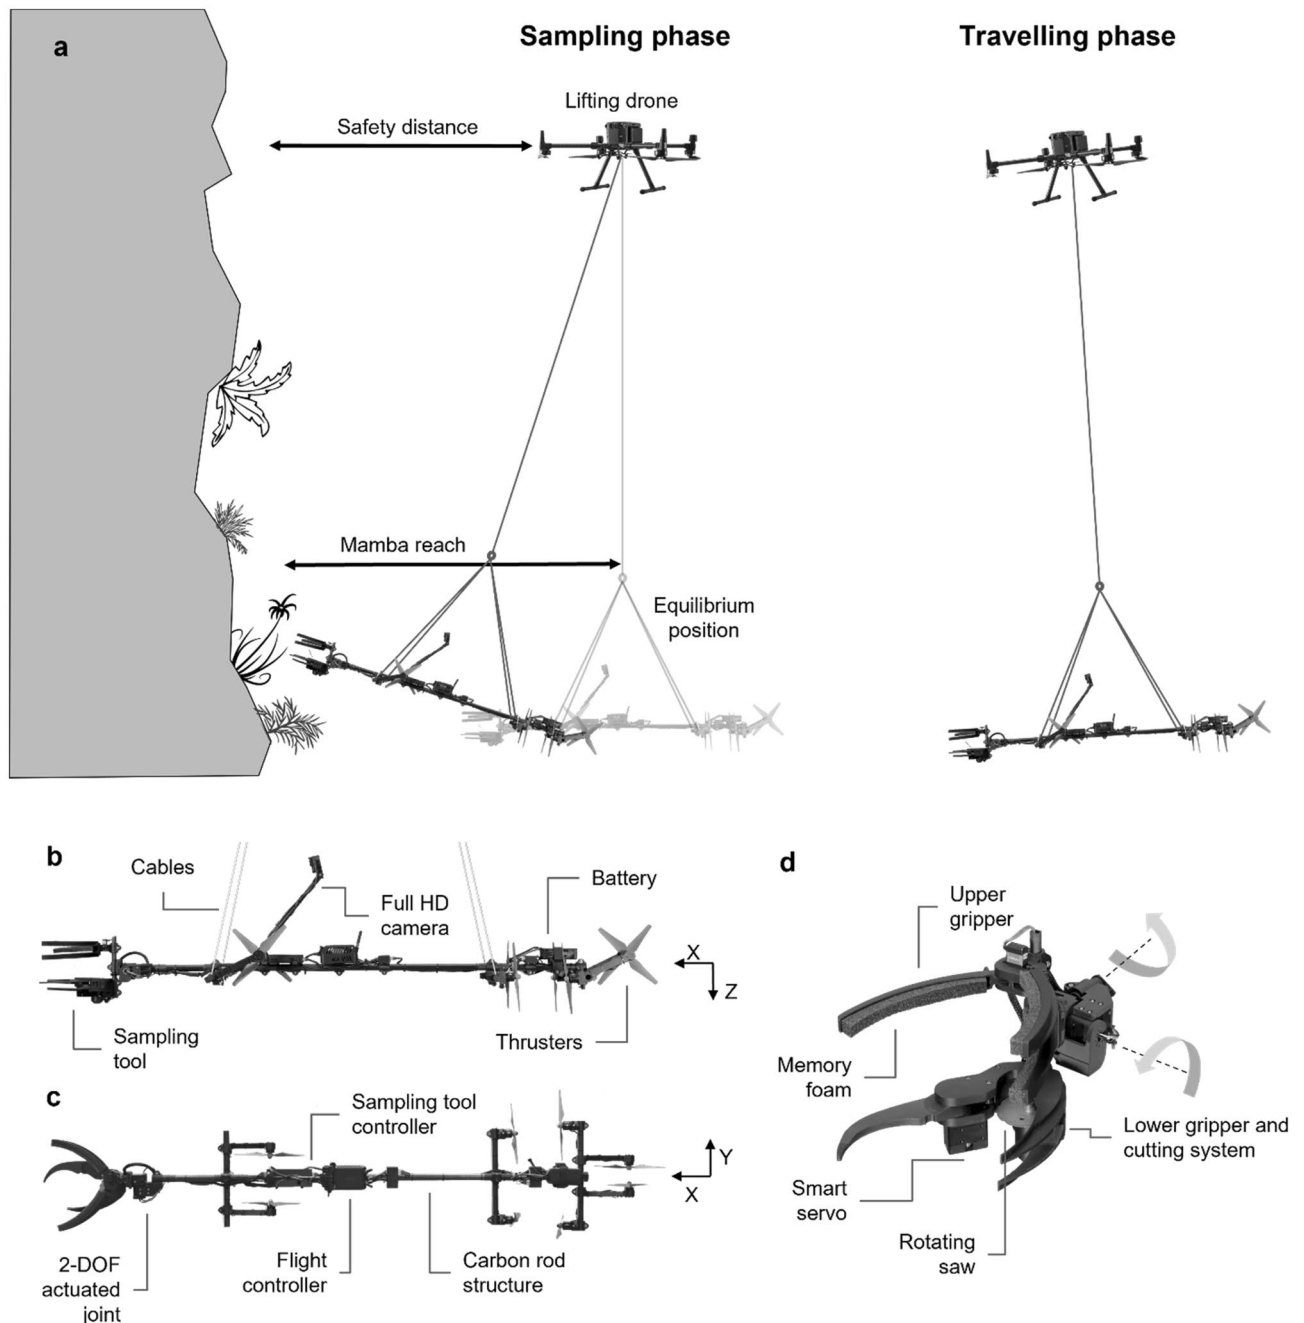 a
Sampling phase
Travelling phase
Lifting drone
Safety distance
Mamba reach
Equilibrium
position
b
Cables
Full HD
camera
Battery
X
Z
Sampling
tool
Thrusters
c
Sampling tool
controller
Y
X
2-DOF
actuated
joint
Flight
controller
Carbon rod
structure
d
Upper
gripper
Memory
foam
Lower gripper and
cutting system
Smart
servo
Rotating
saw